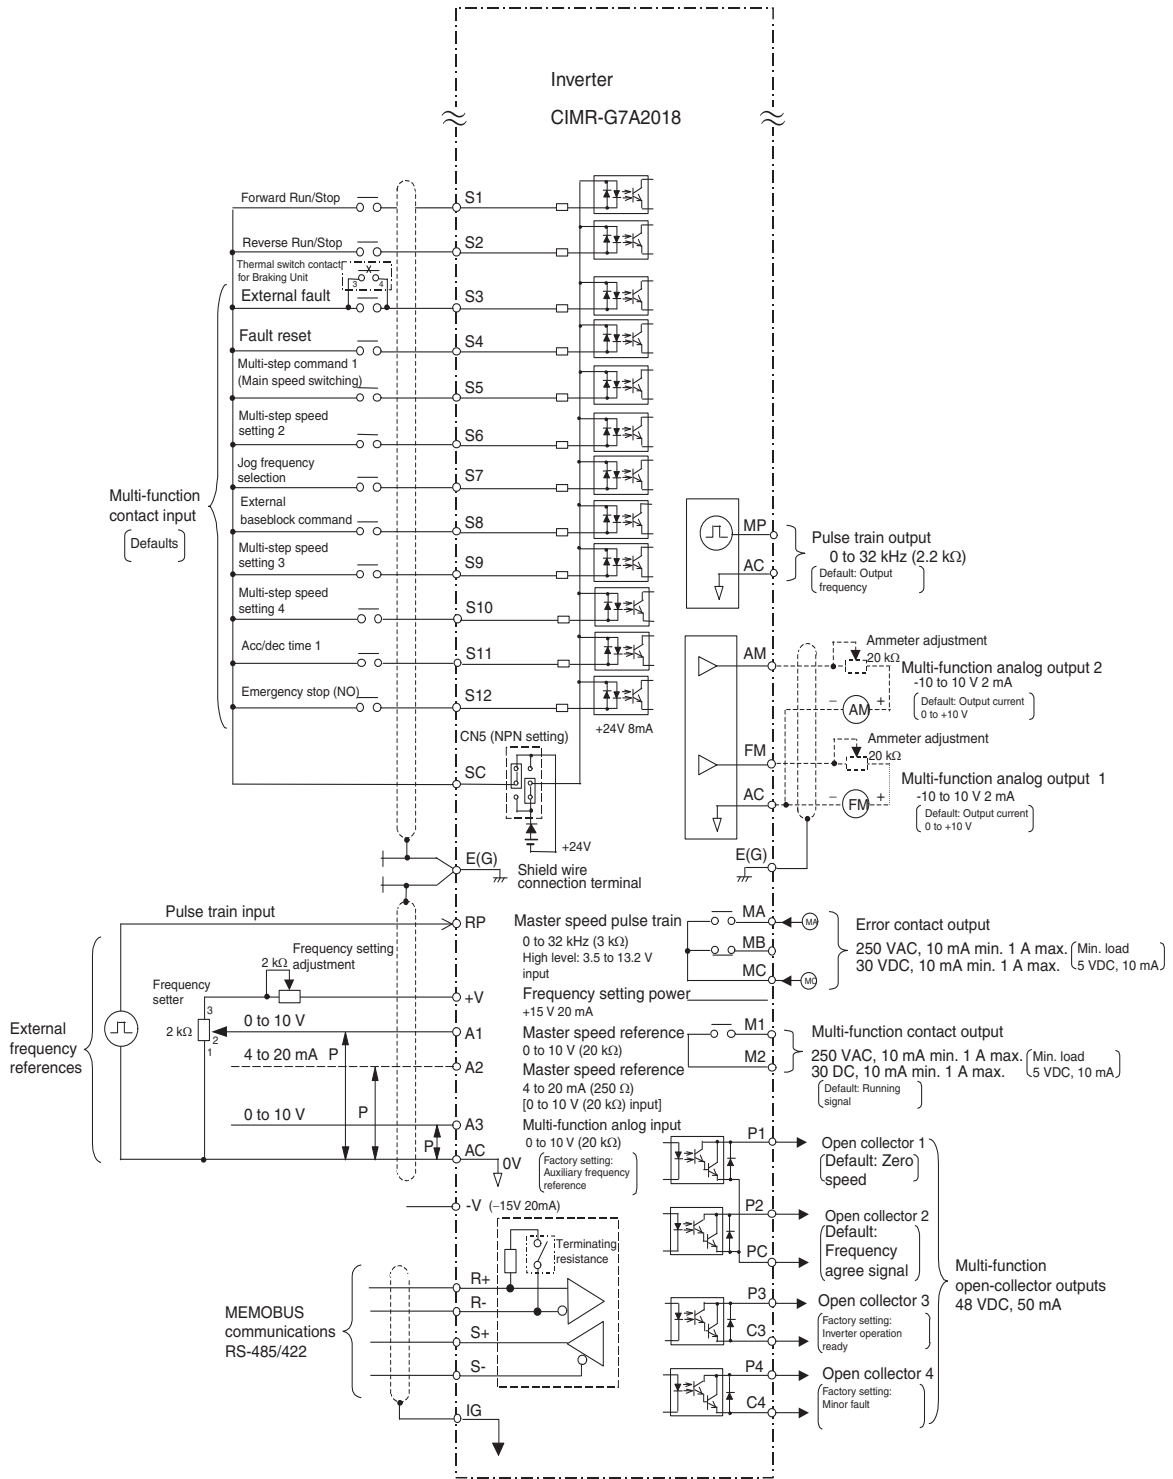 Inverter
CIMR-G7A2018
Forward Run/Stop
S1
Reverse Run/Stop
S2
Thermal switch contact
for Braking Unit
3 4
External fault
S3
Fault reset
S4
Multi-step command 1
(Main speed switching)
S5
Multi-step speed
setting 2
S6
Jog frequency
selection
S7
External
baseblock command
S8
Multi-step speed
setting 3
S9
Multi-step speed
setting 4
S10
Acc/dec time 1
S11
Emergency stop (NO)
S12
Multi-function
contact input
Defaults
+24V 8mA
CN5 (NPN setting)
SC
+24V
E(G)
Shield wire
connection terminal
MP
AC
Pulse train output
0 to 32 kHz (2.2 kΩ)
Default: Output
frequency
AM
Ammeter adjustment
20 kΩ
Multi-function analog output 2
-10 to 10 V 2 mA
Default: Output current
0 to +10 V
− AM +
FM
Ammeter adjustment
20 kΩ
Multi-function analog output 1
-10 to 10 V 2 mA
Default: Output current
0 to +10 V
AC
− FM +
E(G)
Pulse train input
RP
Master speed pulse train
0 to 32 kHz (3 kΩ)
High level: 3.5 to 13.2 V
input
Frequency setting
adjustment
2 kΩ
+V
Frequency setting power
+15 V 20 mA
Frequency
setter
3
2 kΩ
2
1
0 to 10 V
A1
Master speed reference
0 to 10 V (20 kΩ)
4 to 20 mA
P
A2
Master speed reference
4 to 20 mA (250 Ω)
[0 to 10 V (20 kΩ) input]
0 to 10 V
P
A3
Multi-function anlog input
0 to 10 V (20 kΩ)
Factory setting:
Auxiliary frequency
reference
P
AC
0V
-V (−15V 20mA)
External
frequency
references
MA
MA
MB
MC
MC
Error contact output
250 VAC, 10 mA min. 1 A max.
30 VDC, 10 mA min. 1 A max.
Min. load
5 VDC, 10 mA
M1
M2
Multi-function contact output
250 VAC, 10 mA min. 1 A max.
30 DC, 10 mA min. 1 A max.
Min. load
5 VDC, 10 mA
Default: Running
signal
P1
Open collector 1
Default: Zero
speed
P2
Open collector 2
Default:
Frequency
agree signal
PC
P3
Open collector 3
Factory setting:
Inverter operation
ready
C3
P4
Open collector 4
Factory setting:
Minor fault
C4
Multi-function
open-collector outputs
48 VDC, 50 mA
Terminating
resistance
MEMOBUS
communications
RS-485/422
R+
R-
S+
S-
IG